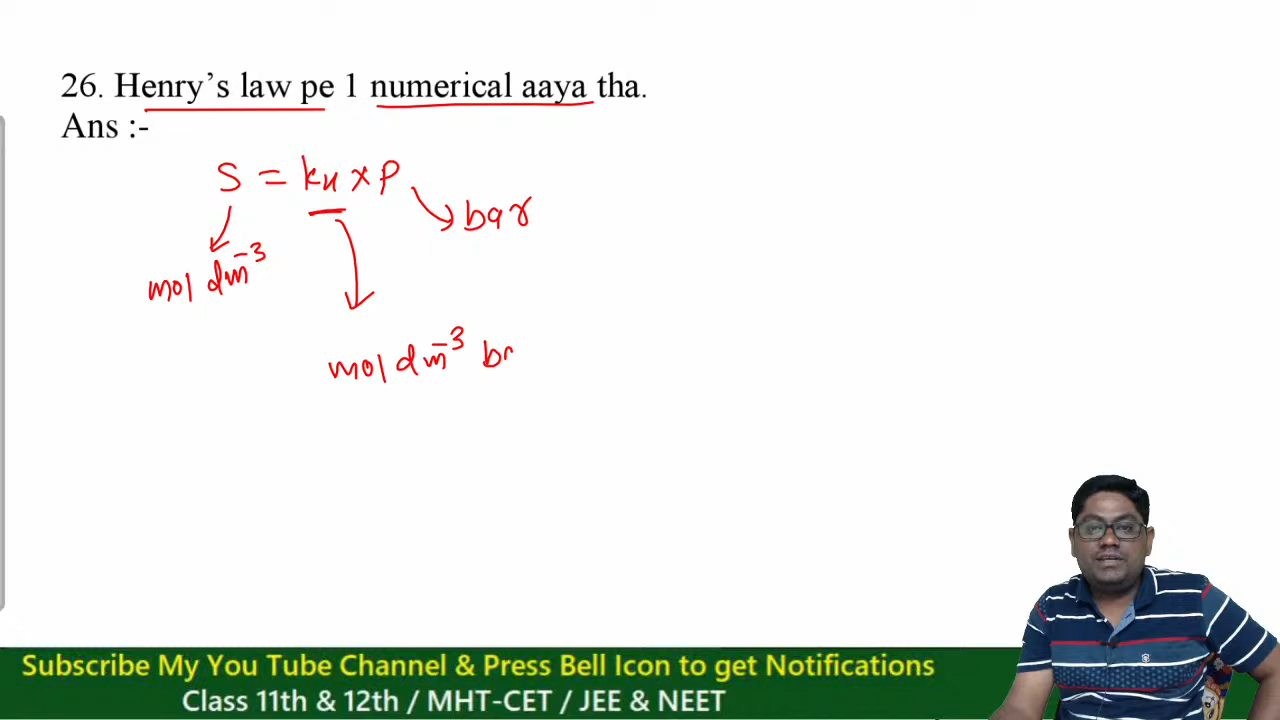 26. Henry's law pe 1 numerical aaya tha.
Ans :-
S = kH x P
bar
mol dm⁻³
mol dm⁻³ ba
Subscribe My You Tube Channel & Press Bell Icon to get Notifications
Class 11th & 12th / MHT-CET / JEE & NEET